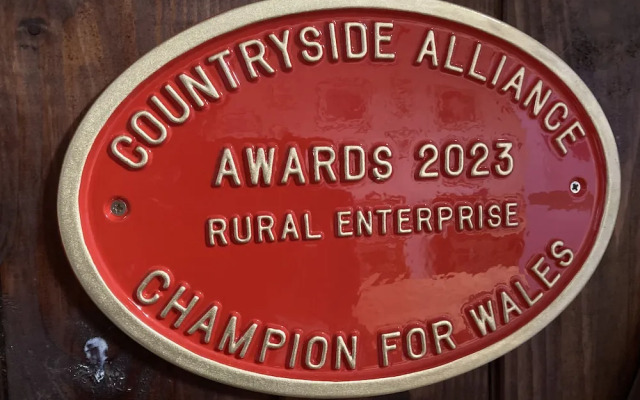 COUNTRYSIDE ALLIANCE
AWARDS 2023
RURAL ENTERPRISE
CHAMPION FOR WALES